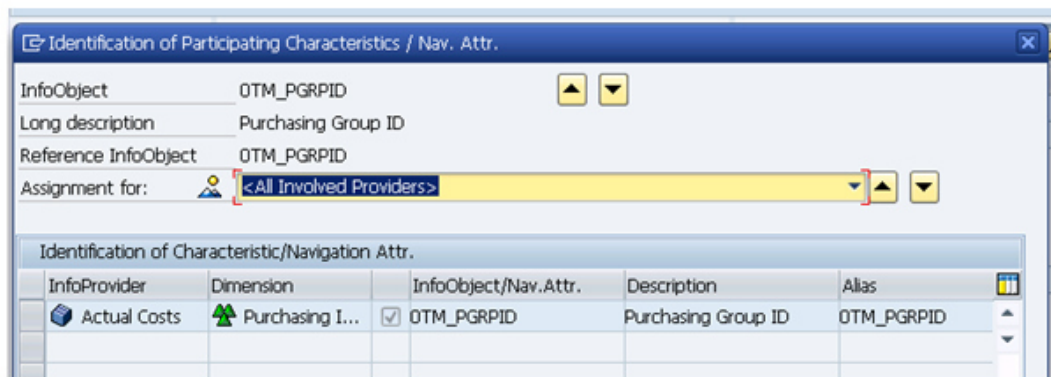 Identification of Participating Characteristics / Nav. Attr.
InfoObject 0TM_PGRPID
Long description Purchasing Group ID
Reference InfoObject 0TM_PGRPID
Assignment for: <All Involved Providers>
Identification of Characteristic/Navigation Attr.
InfoProvider Dimension InfoObject/Nav.Attr. Description Alias
Actual Costs Purchasing I... 0TM_PGRPID Purchasing Group ID 0TM_PGRPID